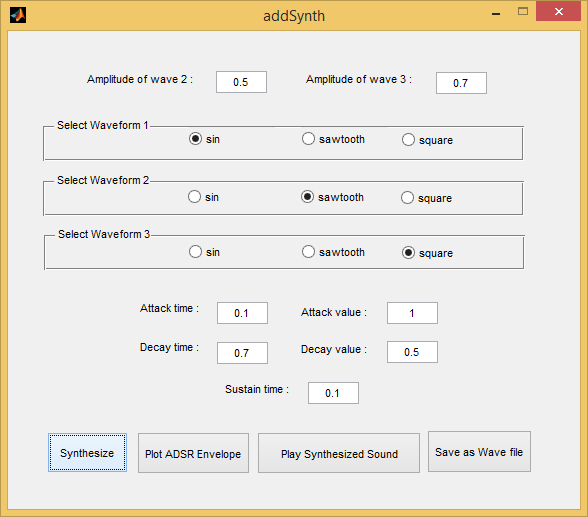 addSynth
Amplitude of wave 2 : 0.5 Amplitude of wave 3 : 0.7
Select Waveform 1
sin sawtooth square
Select Waveform 2
sin sawtooth square
Select Waveform 3
sin sawtooth square
Attack time : 0.1 Attack value : 1
Decay time : 0.7 Decay value : 0.5
Sustain time : 0.1
Synthesize Plot ADSR Envelope Play Synthesized Sound Save as Wave file